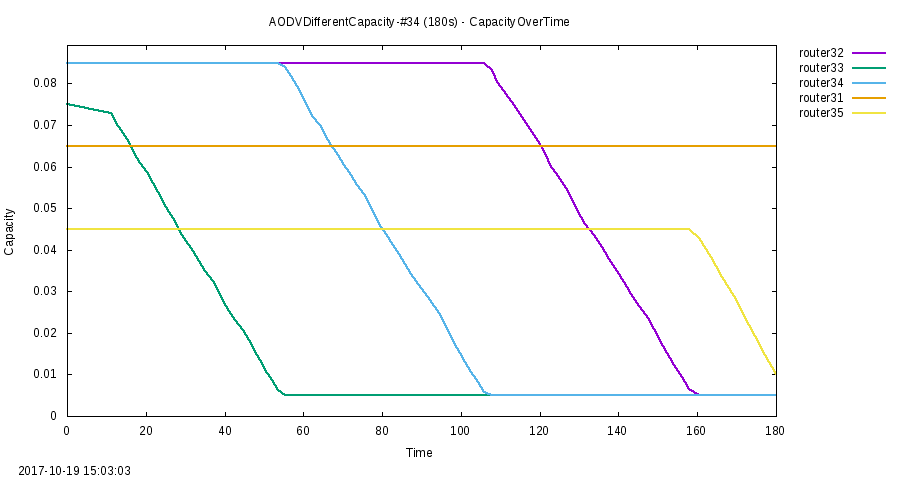 AODVDifferentCapacity-#34 (180s) - CapacityOverTime
router32
router33
router34
router31
router35
0.08
0.07
0.06
0.05
0.04
0.03
0.02
0.01
0
Capacity
0 20 40 60 80 100 120 140 160 180
Time
2017-10-19 15:03:03